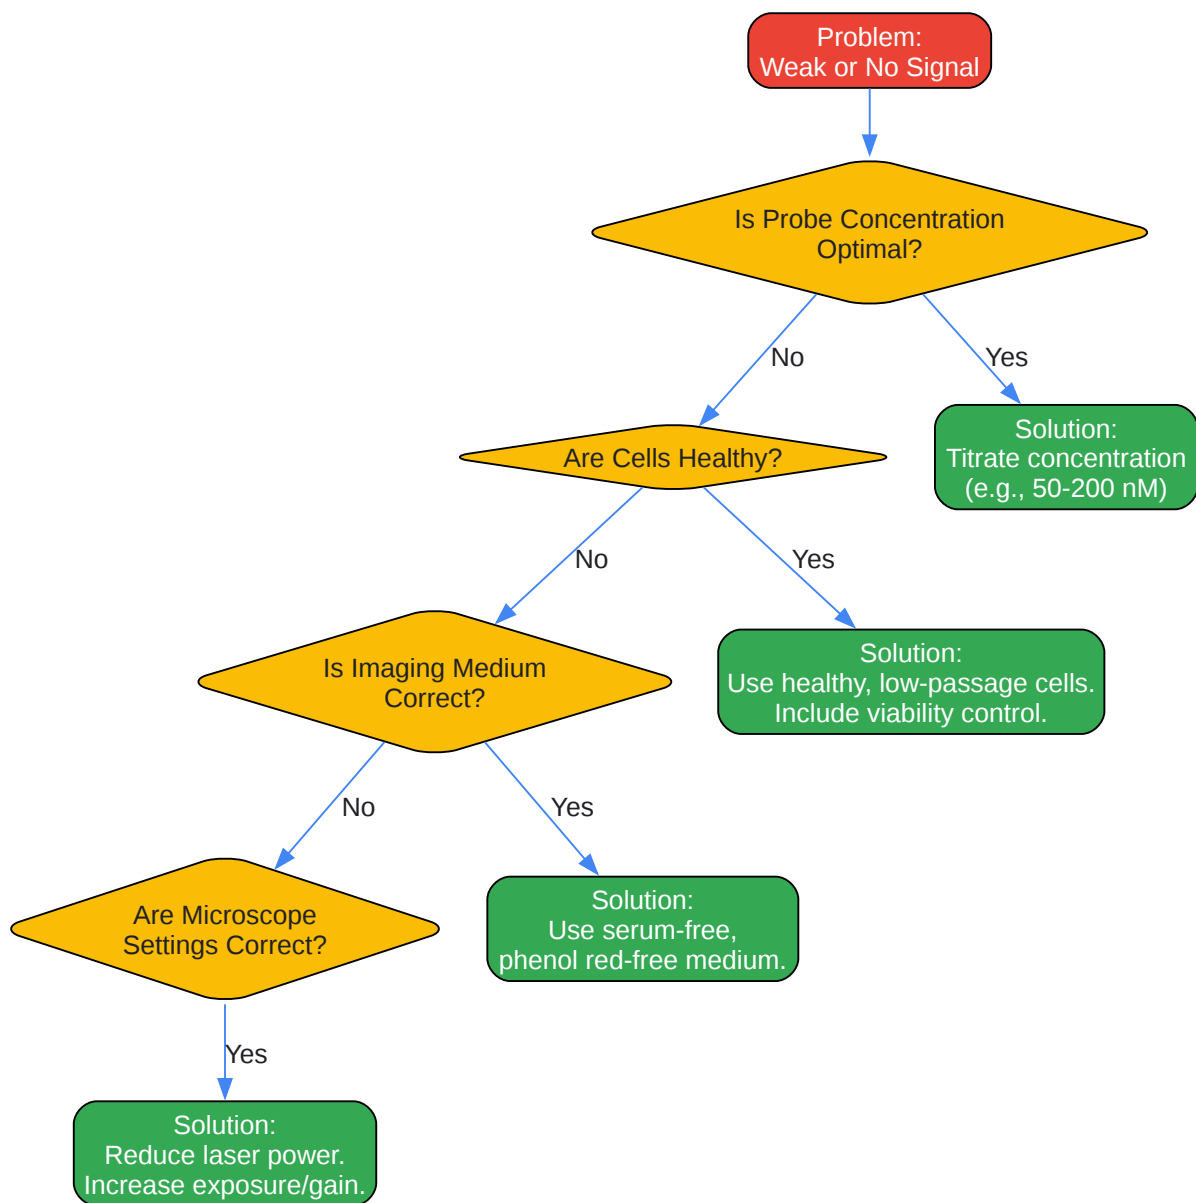 Problem:
Weak or No Signal
Is Probe Concentration
Optimal?
No
Yes
Are Cells Healthy?
Solution:
Titrate concentration
(e.g., 50-200 nM)
No
Yes
Is Imaging Medium
Correct?
Solution:
Use healthy, low-passage cells.
Include viability control.
No
Yes
Are Microscope
Settings Correct?
Solution:
Use serum-free,
phenol red-free medium.
Yes
Solution:
Reduce laser power.
Increase exposure/gain.